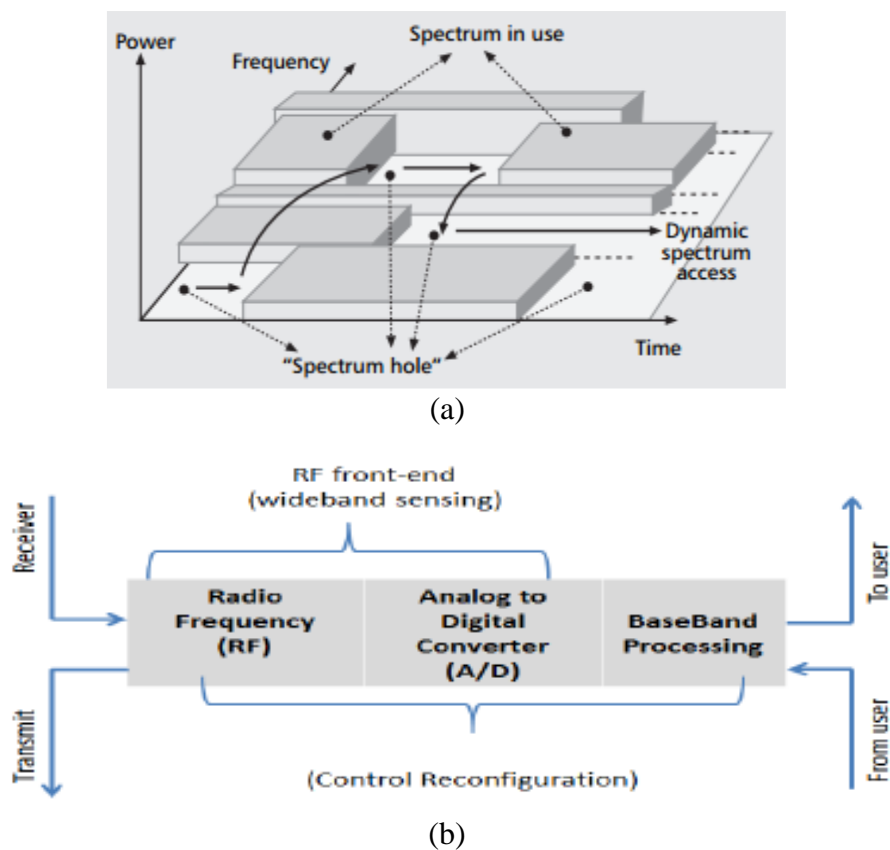 Power
Spectrum in use
Frequency
Dynamic
spectrum
access
"Spectrum hole"
Time
(a)
RF front-end
(wideband sensing)
Receiver
Radio
Frequency
(RF)
Analog to
Digital
Converter
(A/D)
BaseBand
Processing
To user
Transmit
(Control Reconfiguration)
From user
(b)